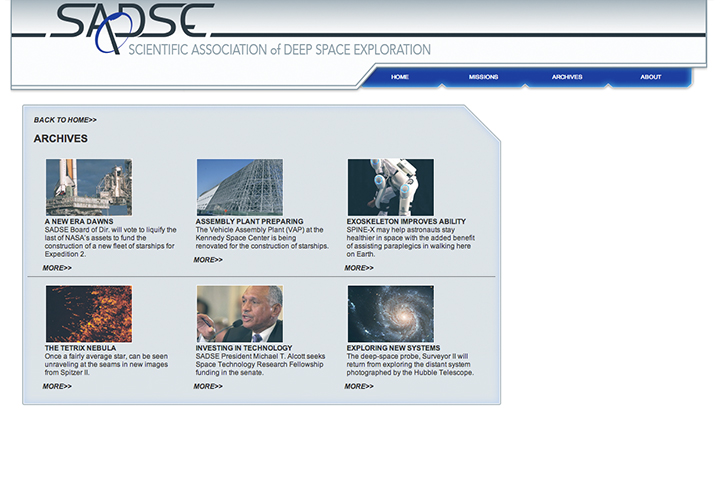 SADSE
SCIENTIFIC ASSOCIATION of DEEP SPACE EXPLORATION
HOME MISSIONS ARCHIVES ABOUT
BACK TO HOME>>
ARCHIVES
A NEW ERA DAWNS
SADSE Board of Dir. will vote to liquify the
last of NASA's assets to fund the
construction of a new fleet of starships for
Expedition 2.
MORE>>
ASSEMBLY PLANT PREPARING
The Vehicle Assembly Plant (VAP) at the
Kennedy Space Center is being
renovated for the construction of starships.
MORE>>
EXOSKELETON IMPROVES ABILITY
SPINE-X may help astronauts stay
healthier in space with the added benefit
of assisting paraplegics in walking here
on Earth.
MORE>>
THE TETRIX NEBULA
Once a fairly average star, can be seen
unraveling at the seams in new images
from Spitzer II.
MORE>>
INVESTING IN TECHNOLOGY
SADSE President Michael T. Alcott seeks
Space Technology Research Fellowship
funding in the senate.
MORE>>
EXPLORING NEW SYSTEMS
The deep-space probe, Surveyor II will
return from exploring the distant system
photographed by the Hubble Telescope.
MORE>>